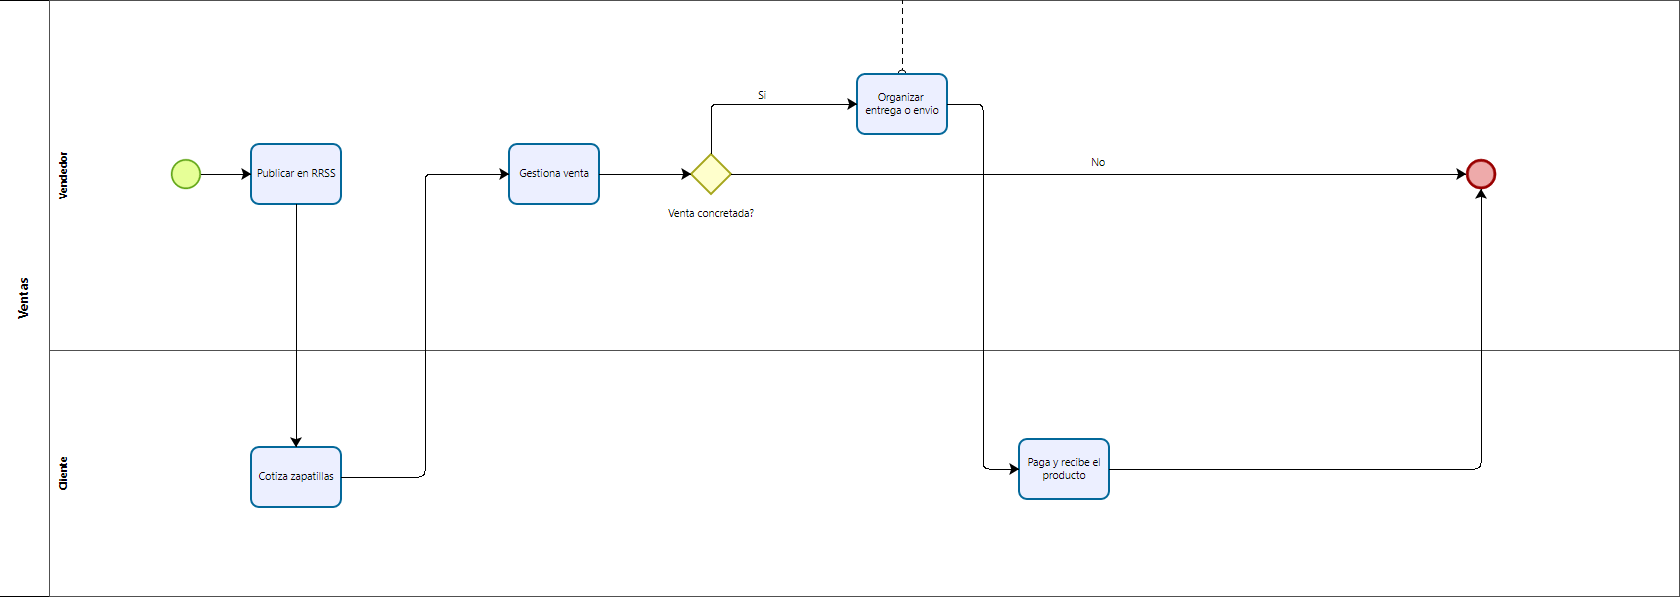 Ventas
Vendedor
Publicar en RRSS
Gestiona venta
Venta concretada?
Si
Organizar
entrega o envio
No
Cliente
Cotiza zapatillas
Paga y recibe el
producto